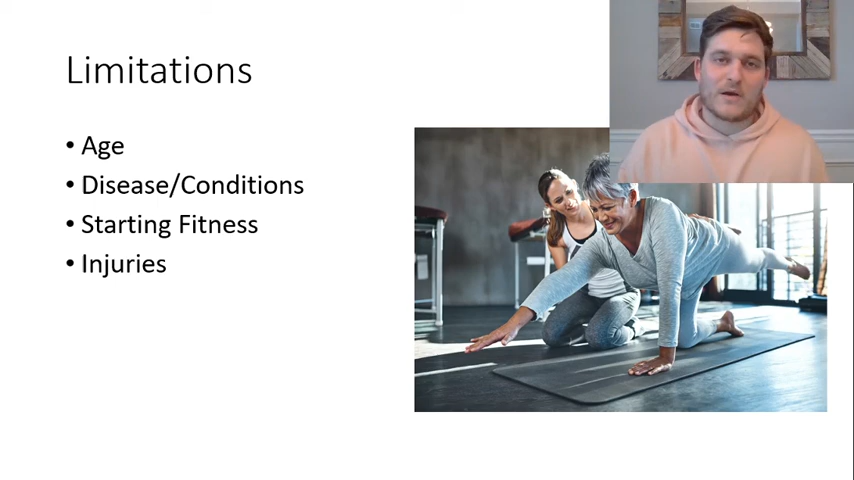 Limitations
• Age
• Disease/Conditions
• Starting Fitness
• Injuries